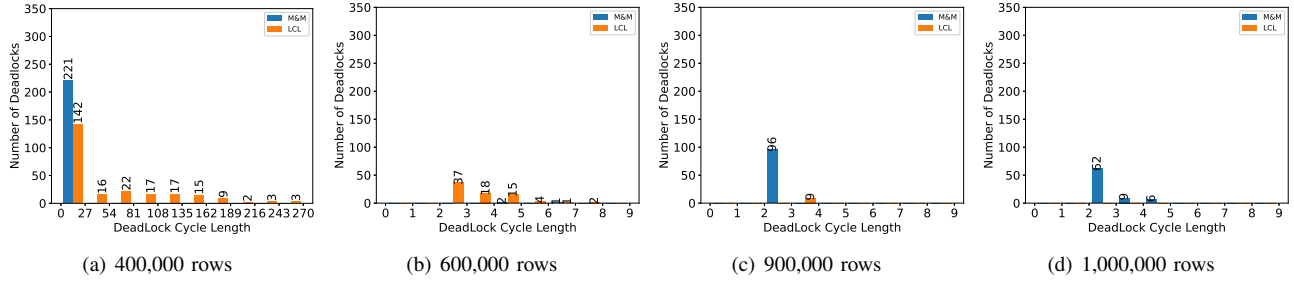 350
300
250
200
150
100
50
0
Number of Deadlocks
M&M
LCL
221
142
16
22
17
17
15
9
2
3
3
0 27 54 81 108 135 162 189 216 243 270
DeadLock Cycle Length
(a) 400,000 rows
350
300
250
200
150
100
50
0
Number of Deadlocks
M&M
LCL
37
18
2
15
4
1
1
2
0 1 2 3 4 5 6 7 8 9
DeadLock Cycle Length
(b) 600,000 rows
350
300
250
200
150
100
50
0
Number of Deadlocks
M&M
LCL
96
9
0 1 2 3 4 5 6 7 8 9
DeadLock Cycle Length
(c) 900,000 rows
350
300
250
200
150
100
50
0
Number of Deadlocks
M&M
LCL
62
9
6
0 1 2 3 4 5 6 7 8 9
DeadLock Cycle Length
(d) 1,000,000 rows